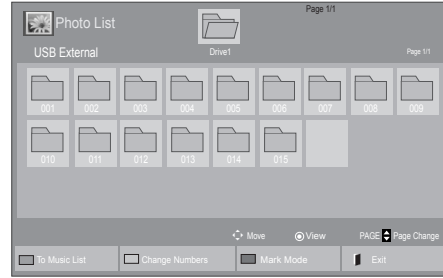 Page 1/1
Photo List
USB External
Drive1
Page 1/1
001 002 003 004 005 006 007 008 009
010 011 012 013 014 015
Move View PAGE Page Change
To Music List Change Numbers Mark Mode Exit